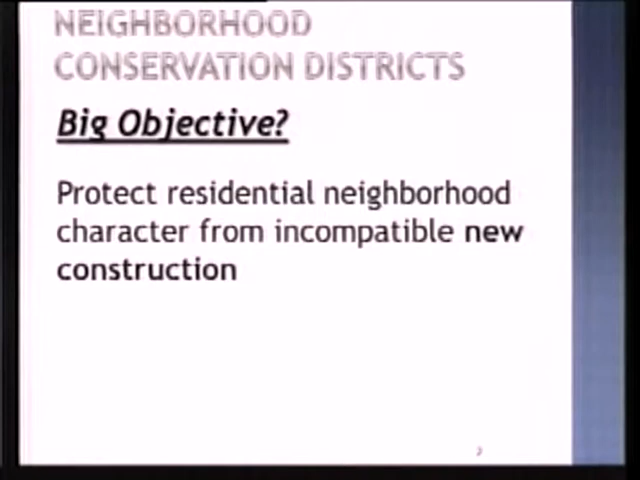 NEIGHBORHOOD
CONSERVATION DISTRICTS
Big Objective?
Protect residential neighborhood
character from incompatible new
construction